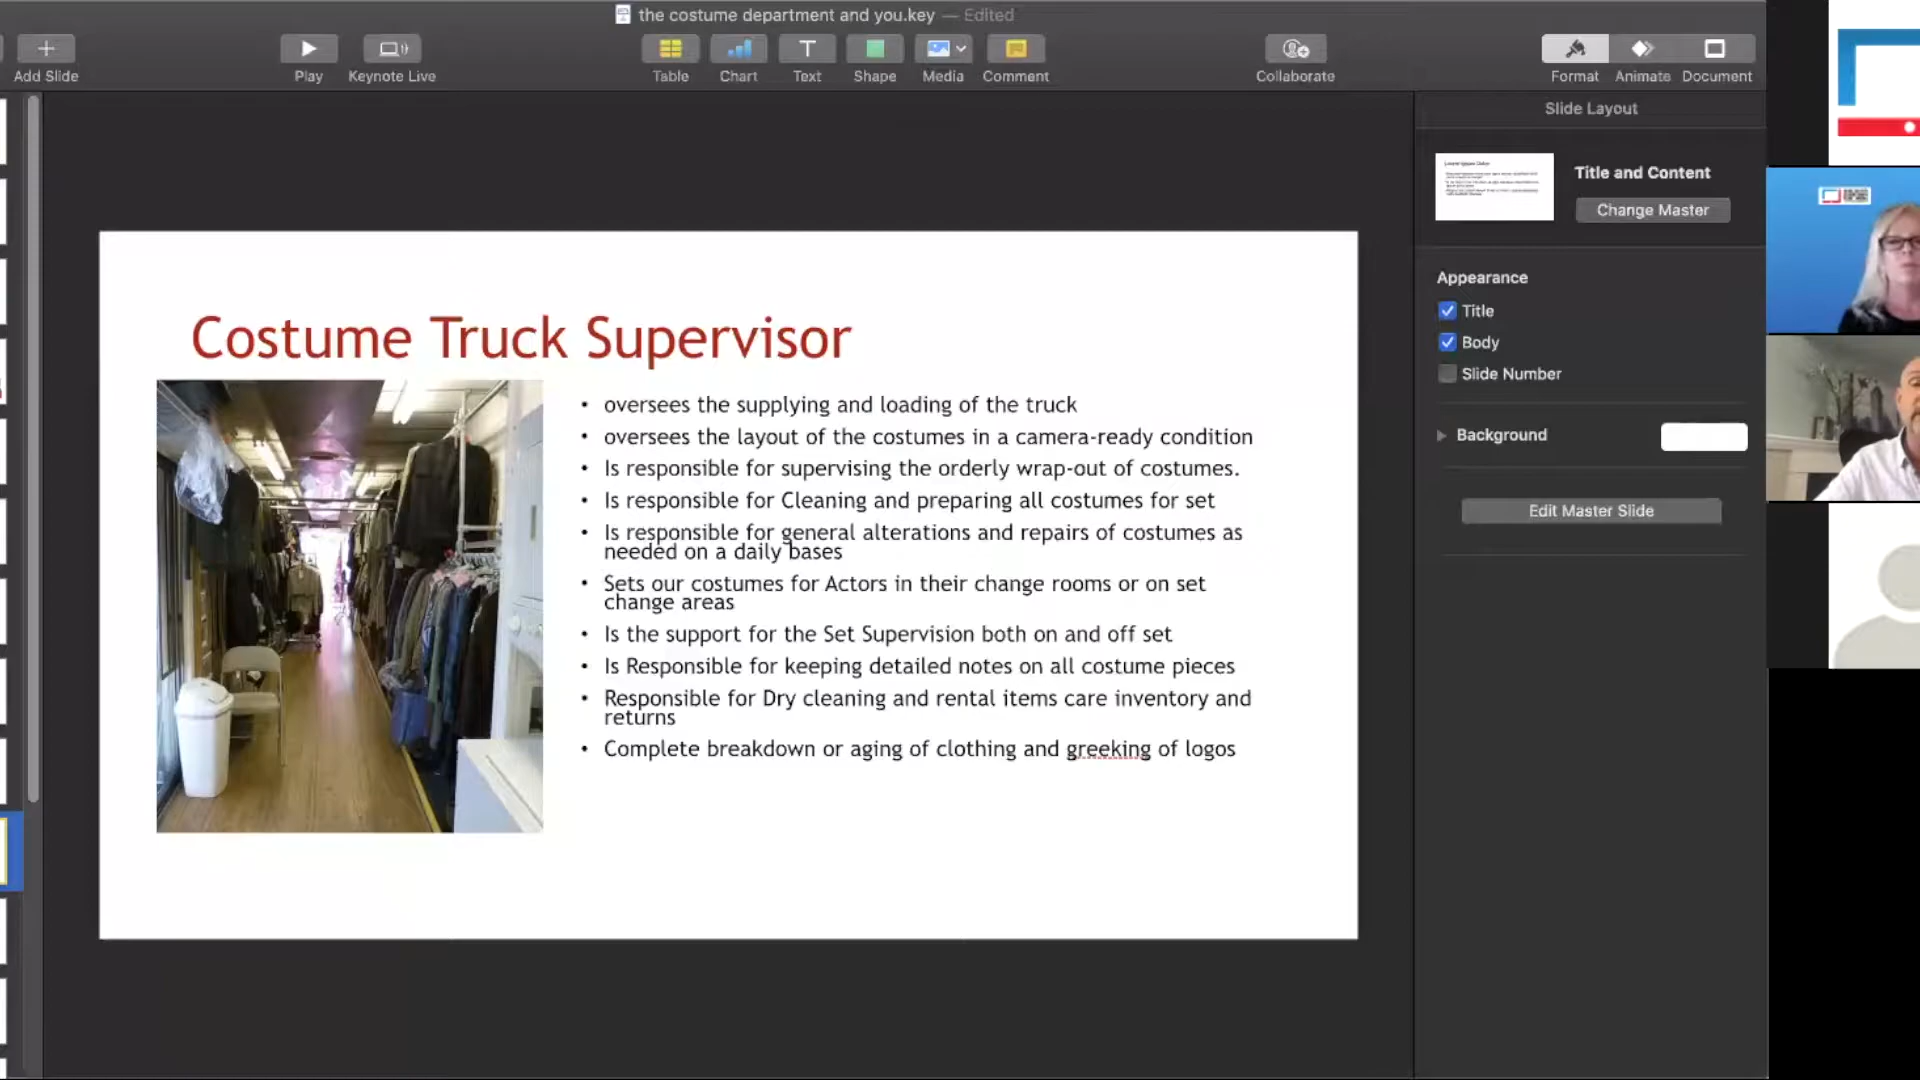 the costume department and you.key — Edited
Add Slide
Play
Keynote Live
Table
Chart
Text
Shape
Media
Comment
Collaborate
Format
Animate
Document
Slide Layout
Title and Content
Change Master
Appearance
Title
Body
Slide Number
Background
Edit Master Slide
Costume Truck Supervisor
• oversees the supplying and loading of the truck
• oversees the layout of the costumes in a camera-ready condition
• Is responsible for supervising the orderly wrap-out of costumes.
• Is responsible for Cleaning and preparing all costumes for set
• Is responsible for general alterations and repairs of costumes as
needed on a daily bases
• Sets our costumes for Actors in their change rooms or on set
change areas
• Is the support for the Set Supervision both on and off set
• Is Responsible for keeping detailed notes on all costume pieces
• Responsible for Dry cleaning and rental items care inventory and
returns
• Complete breakdown or aging of clothing and greeking of logos